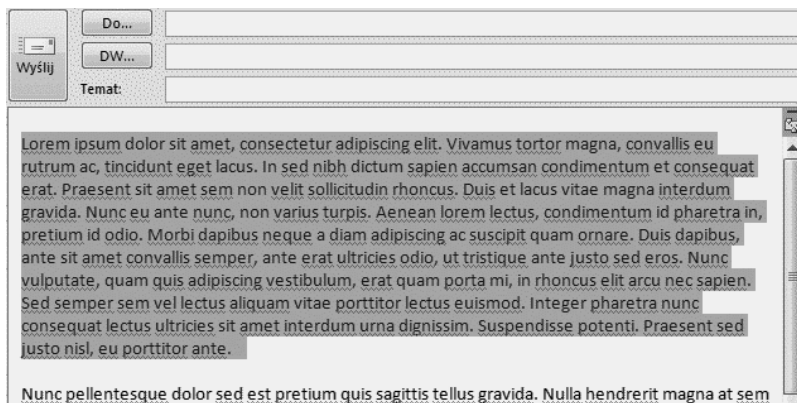 Do...
DW...
Wyślij
Temat:
Lorem ipsum dolor sit amet, consectetur adipiscing elit. Vivamus tortor magna, convallis eu
rutrum ac, tincidunt eget lacus. In sed nibh dictum sapien accumsan condimentum et consequat
erat. Praesent sit amet sem non velit sollicitudin rhoncus. Duis et lacus vitae magna interdum
gravida. Nunc eu ante nunc, non varius turpis. Aenean lorem lectus, condimentum id pharetra in,
pretium id odio. Morbi dapibus neque a diam adipiscing ac suscipit quam ornare. Duis dapibus,
ante sit amet convallis semper, ante erat ultricies odio, ut tristique ante justo sed eros. Nunc
vulputate, quam quis adipiscing vestibulum, erat quam porta mi, in rhoncus elit arcu nec sapien.
Sed semper sem vel lectus aliquam vitae porttitor lectus euismod. Integer pharetra nunc
consequat lectus ultricies sit amet interdum urna dignissim. Suspendisse potenti. Praesent sed
justo nisl, eu porttitor ante.
Nunc pellentesque dolor sed est pretium quis sagittis tellus gravida. Nulla hendrerit magna at sem